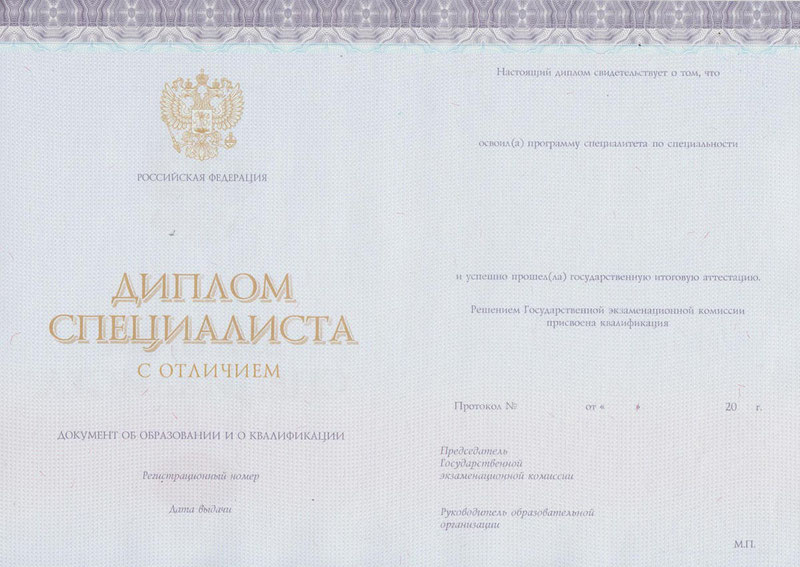 РОССИЙСКАЯ ФЕДЕРАЦИЯ
ДИПЛОМ
СПЕЦИАЛИСТА
С ОТЛИЧИЕМ
ДОКУМЕНТ ОБ ОБРАЗОВАНИИ И О КВАЛИФИКАЦИИ
Регистрационный номер
Дата выдачи
Настоящий диплом свидетельствует о том, что
освоил(а) программу специалитета по специальности
и успешно прошел(ла) государственную итоговую аттестацию.
Решением Государственной экзаменационной комиссии
присвоена квалификация
Протокол № от « » 20 г.
Председатель
Государственной
экзаменационной комиссии
Руководитель образовательной
организации
М.П.